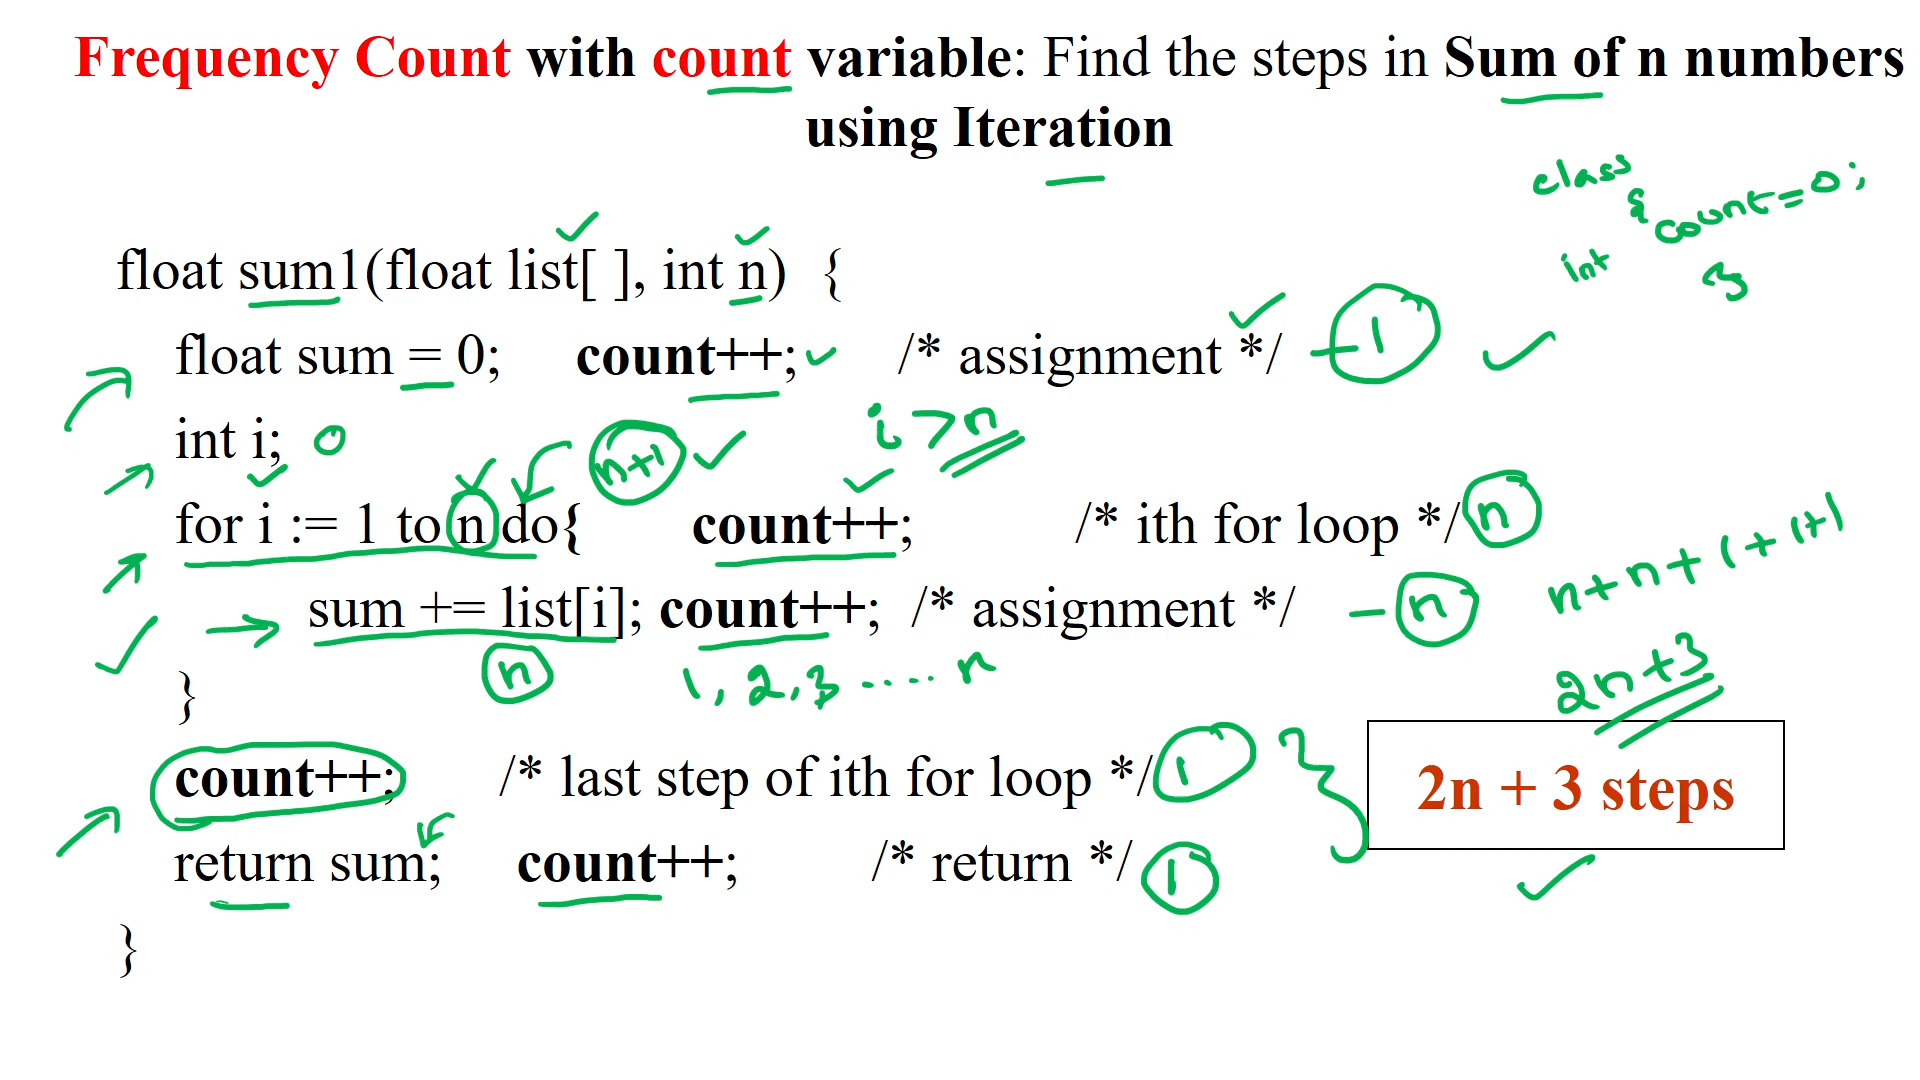 Frequency Count with count variable: Find the steps in Sum of n numbers
using Iteration
class
{ count=0;
int
}
float sum1(float list[ ], int n) {
float sum = 0; count++; /* assignment */ – 1
int i; 0 n+1 i > n
for i := 1 to n do{ count++; /* ith for loop */ n
n+n+1+1+1
sum += list[i]; count++; /* assignment */ – n
n 1, 2, 3 ..... n
2n+3
}
count++; /* last step of ith for loop */ 1
2n + 3 steps
return sum; count++; /* return */ 1
}